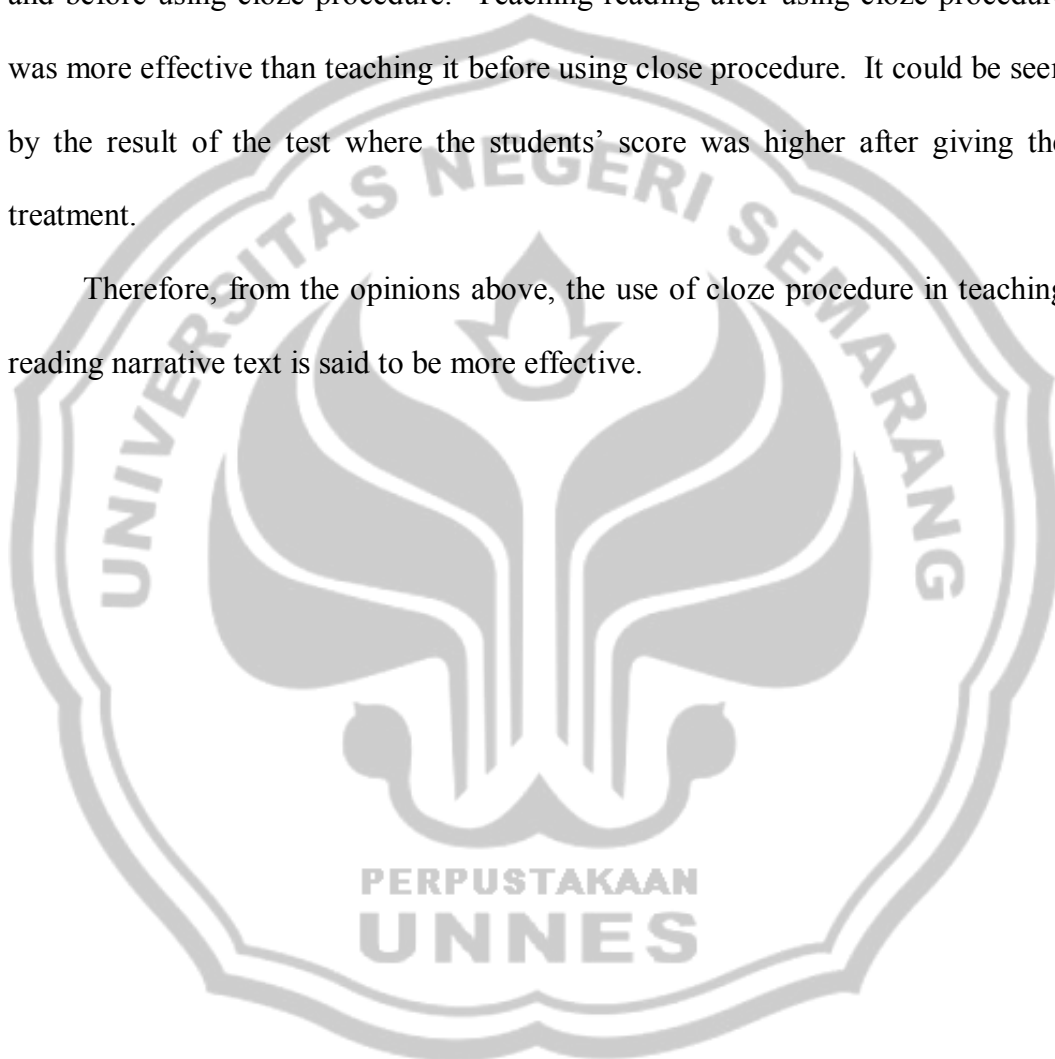 and before using cloze procedure. Teaching reading after using cloze procedur
was more effective than teaching it before using close procedure. It could be seen
by the result of the test where the students’ score was higher after giving the
treatment.
Therefore, from the opinions above, the use of cloze procedure in teaching
reading narrative text is said to be more effective.
UNIVERSITAS NEGERI SEMARANG
PERPUSTAKAAN
UNNES